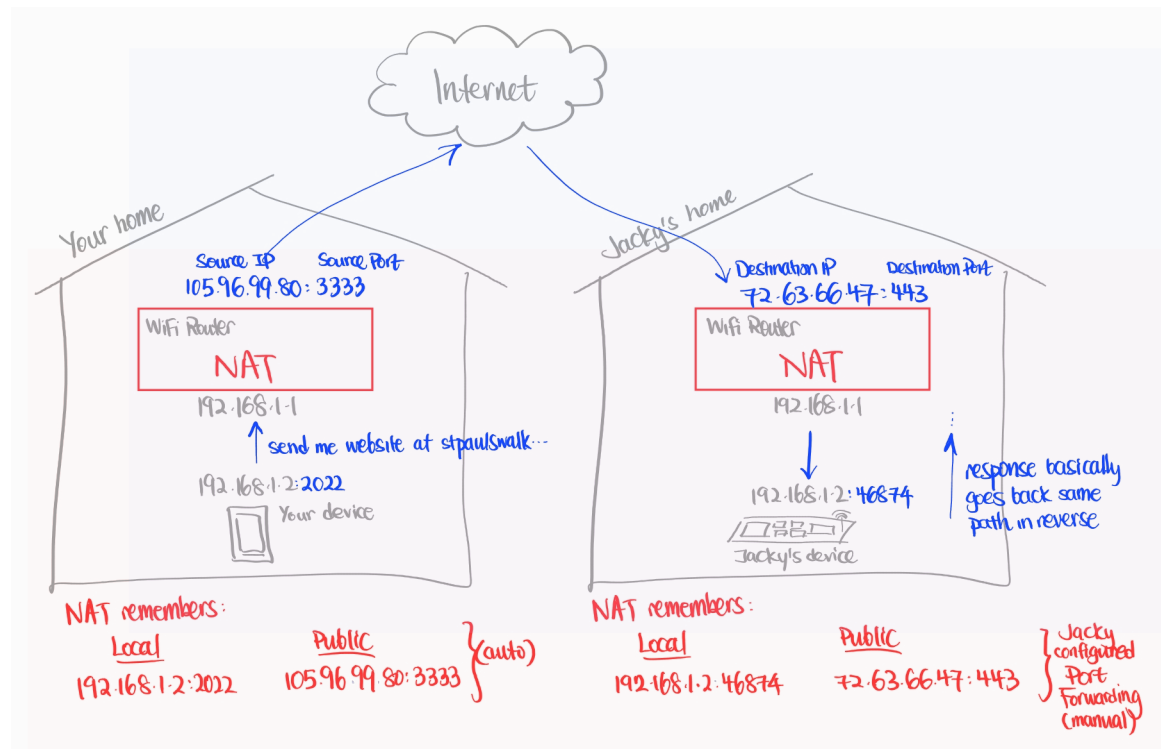 Internet
Your home
Source IP Source Port
105.96.99.80:3333
WiFi Router
NAT
192.168.1.1
send me website at stpaulswalk...
192.168.1.2:2022
Your device
NAT remembers:
Local Public
192.168.1.2:2022 105.96.99.80:3333
(auto)
Jacky's home
Destination IP Destination Port
72.63.66.47:443
WiFi Router
NAT
192.168.1.1
192.168.1.2:46874
Jacky's device
response basically
goes back same
path in reverse
NAT remembers:
Local Public
192.168.1.2:46874 72.63.66.47:443
Jacky
configured
Port
Forwarding
(manual)